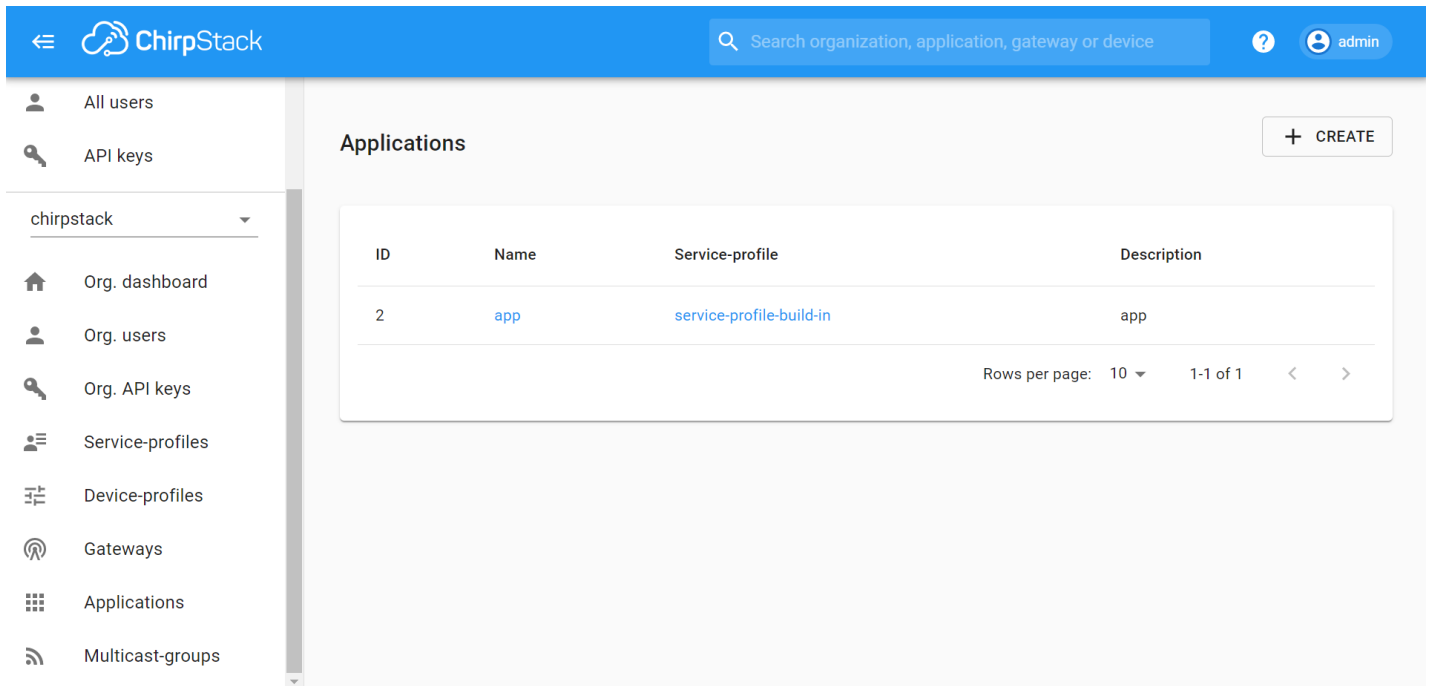 ChirpStack
Search organization, application, gateway or device
?
admin
All users
API keys
chirpstack
Org. dashboard
Org. users
Org. API keys
Service-profiles
Device-profiles
Gateways
Applications
Multicast-groups
Applications
+ CREATE
ID Name Service-profile Description
2 app service-profile-build-in app
Rows per page: 10 1-1 of 1